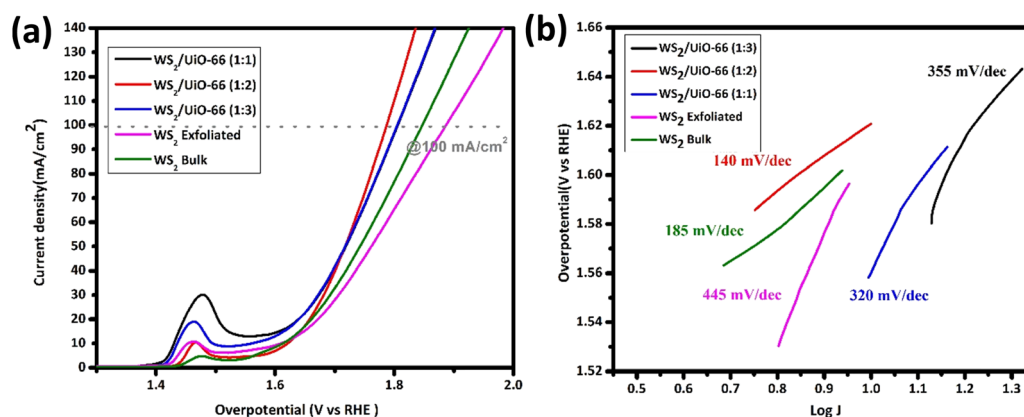 (a)
140
130
120
110
100
90
80
70
60
50
40
30
20
10
0
Current density(mA/cm²)
WS₂/UiO-66 (1:1)
WS₂/UiO-66 (1:2)
WS₂/UiO-66 (1:3)
WS₂ Exfoliated
WS₂ Bulk
@100 mA/cm²
1.4 1.6 1.8 2.0
Overpotential (V vs RHE )
(b)
1.66
1.64
1.62
1.60
1.58
1.56
1.54
1.52
Overpotential(V vs RHE)
WS₂/UiO-66 (1:3)
WS₂/UiO-66 (1:2)
WS₂/UiO-66 (1:1)
WS₂ Exfoliated
WS₂ Bulk
355 mV/dec
140 mV/dec
185 mV/dec
445 mV/dec
320 mV/dec
0.5 0.6 0.7 0.8 0.9 1.0 1.1 1.2 1.3
Log J